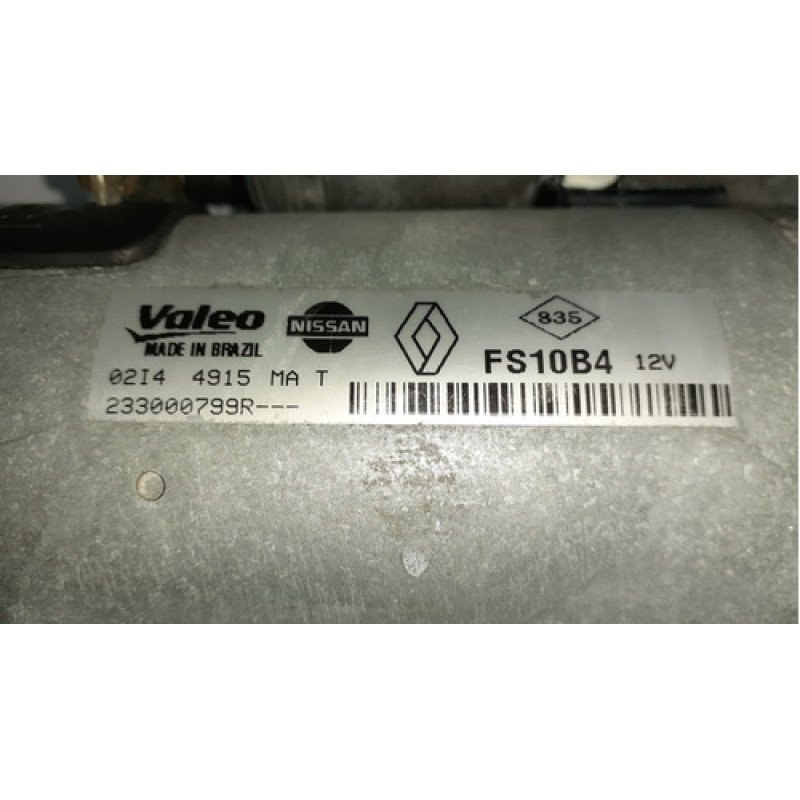 Valeo
MADE IN BRAZIL
NISSAN
835
FS10B4 12V
02I4 4915 MA T
233000799R---